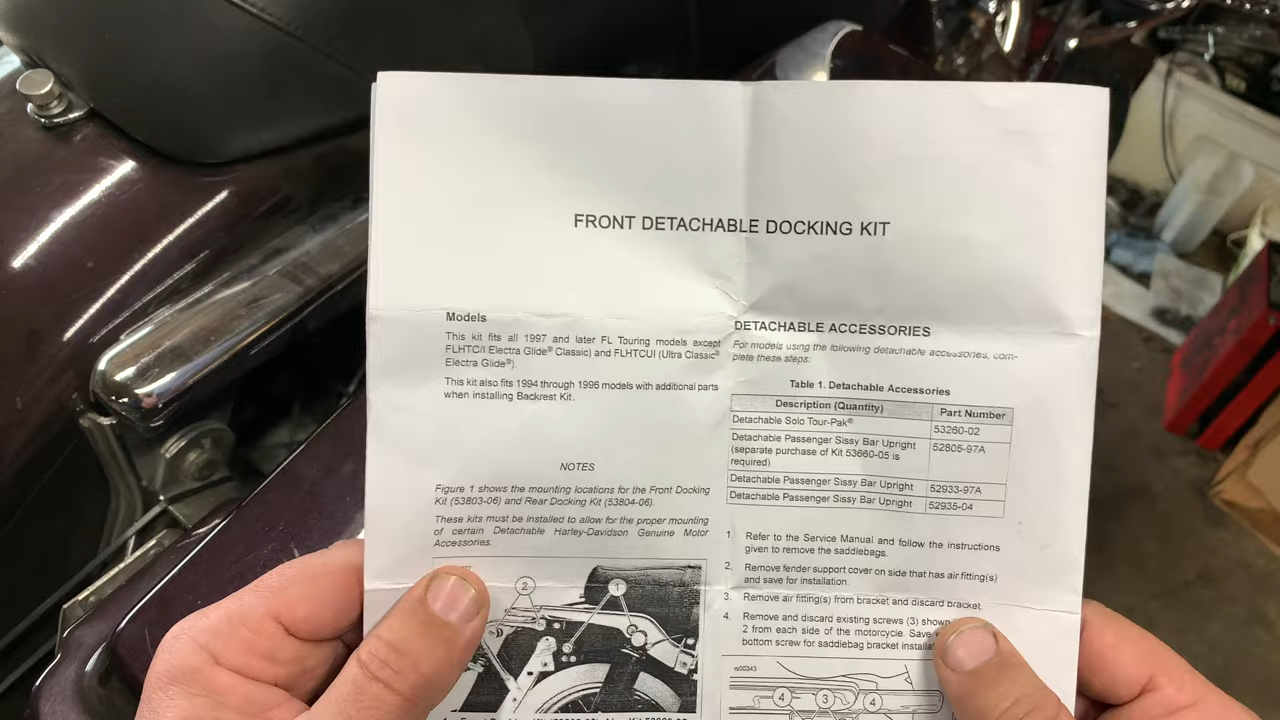 FRONT DETACHABLE DOCKING KIT
Models
This kit fits all 1997 and later FL Touring models except
FLHTC/I Electra Glide® Classic) and FLHTCUI (Ultra Classic®
Electra Glide®).
This kit also fits 1994 through 1996 models with additional parts
when installing Backrest Kit.
NOTES
Figure 1 shows the mounting locations for the Front Docking
Kit (53803-06) and Rear Docking Kit (53804-06).
These kits must be installed to allow for the proper mounting
of certain Detachable Harley-Davidson Genuine Motor
Accessories.
2
1
DETACHABLE ACCESSORIES
For models using the following detachable accessories, com-
plete these steps:
Table 1. Detachable Accessories
Description (Quantity) Part Number
Detachable Solo Tour-Pak® 53260-02
Detachable Passenger Sissy Bar Upright 52805-97A
(separate purchase of Kit 53660-05 is
required)
Detachable Passenger Sissy Bar Upright 52933-97A
Detachable Passenger Sissy Bar Upright 52935-04
1. Refer to the Service Manual and follow the instructions
given to remove the saddlebags.
2. Remove fender support cover on side that has air fitting(s)
and save for installation.
3. Remove air fitting(s) from bracket and discard bracket.
4. Remove and discard existing screws (3) shown
2 from each side of the motorcycle. Save
bottom screw for saddlebag bracket
is00343
4 3 4